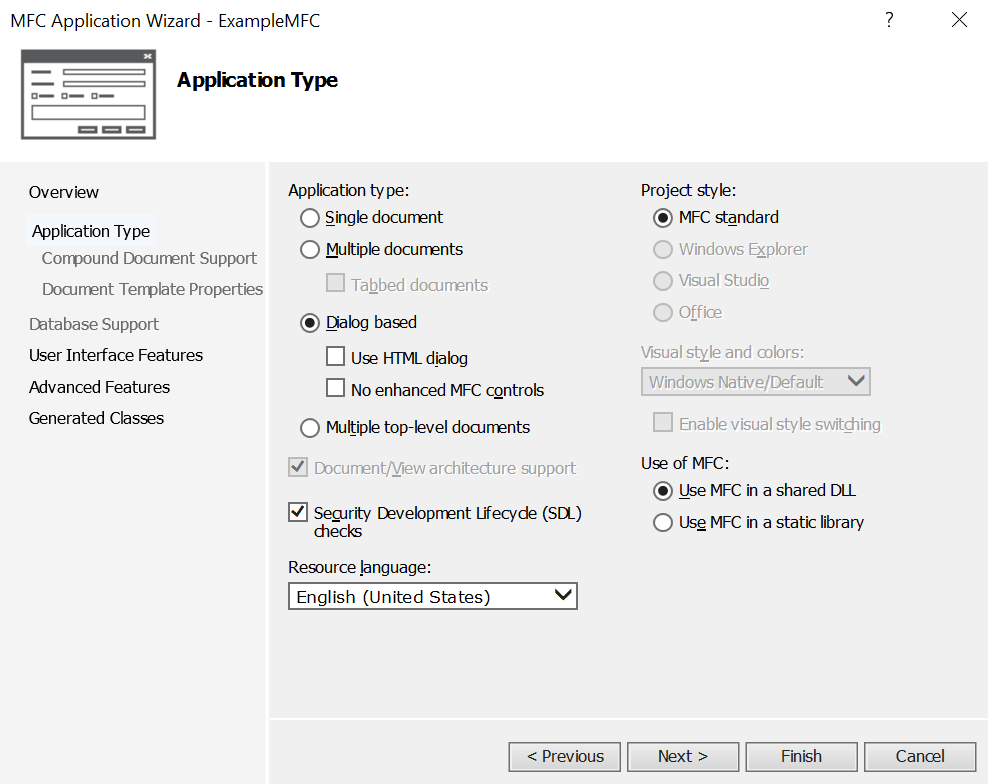 MFC Application Wizard - ExampleMFC
?
Application Type
Overview
Application Type
Compound Document Support
Document Template Properties
Database Support
User Interface Features
Advanced Features
Generated Classes
Application type:
Single document
Multiple documents
Tabbed documents
Dialog based
Use HTML dialog
No enhanced MFC controls
Multiple top-level documents
Document/View architecture support
Security Development Lifecycle (SDL)
checks
Resource language:
English (United States)
Project style:
MFC standard
Windows Explorer
Visual Studio
Office
Visual style and colors:
Windows Native/Default
Enable visual style switching
Use of MFC:
Use MFC in a shared DLL
Use MFC in a static library
< Previous
Next >
Finish
Cancel